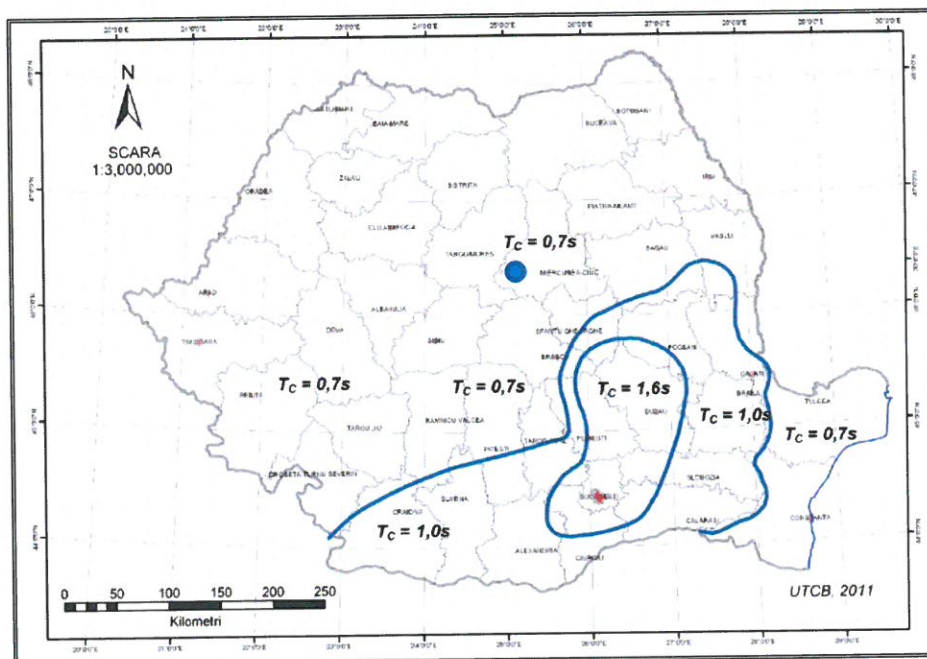 N
SCARA
1:3,000,000
BAIA MARE
SUCEAVA
BOTOSANI
ZALAU
BISTRITA
IASI
ORADEA
PIATRA NEAMT
CLUJ-NAPOCA
TC = 0,7s
VASLUI
TARGU MURES
BACAU
MIERCUREA-CIUC
ARAD
ALBA IULIA
DEVA
SIBIU
SFANTU GHEORGHE
TIMISOARA
BRASOV
FOCSANI
GALATI
TC = 0,7s
TC = 0,7s
TC = 1,6s
RESITA
BRAILA
TULCEA
BUZAU
TC = 1,0s
RAMNICU VALCEA
TARGU JIU
TC = 0,7s
PITESTI
PLOIESTI
DROBETA-TURNU SEVERIN
SLOBOZIA
BUCURESTI
SLATINA
CRAIOVA
CALARASI
CONSTANTA
TC = 1,0s
ALEXANDRIA
GIURGIU
UTCB, 2011
0 50 100 150 200 250
Kilometri